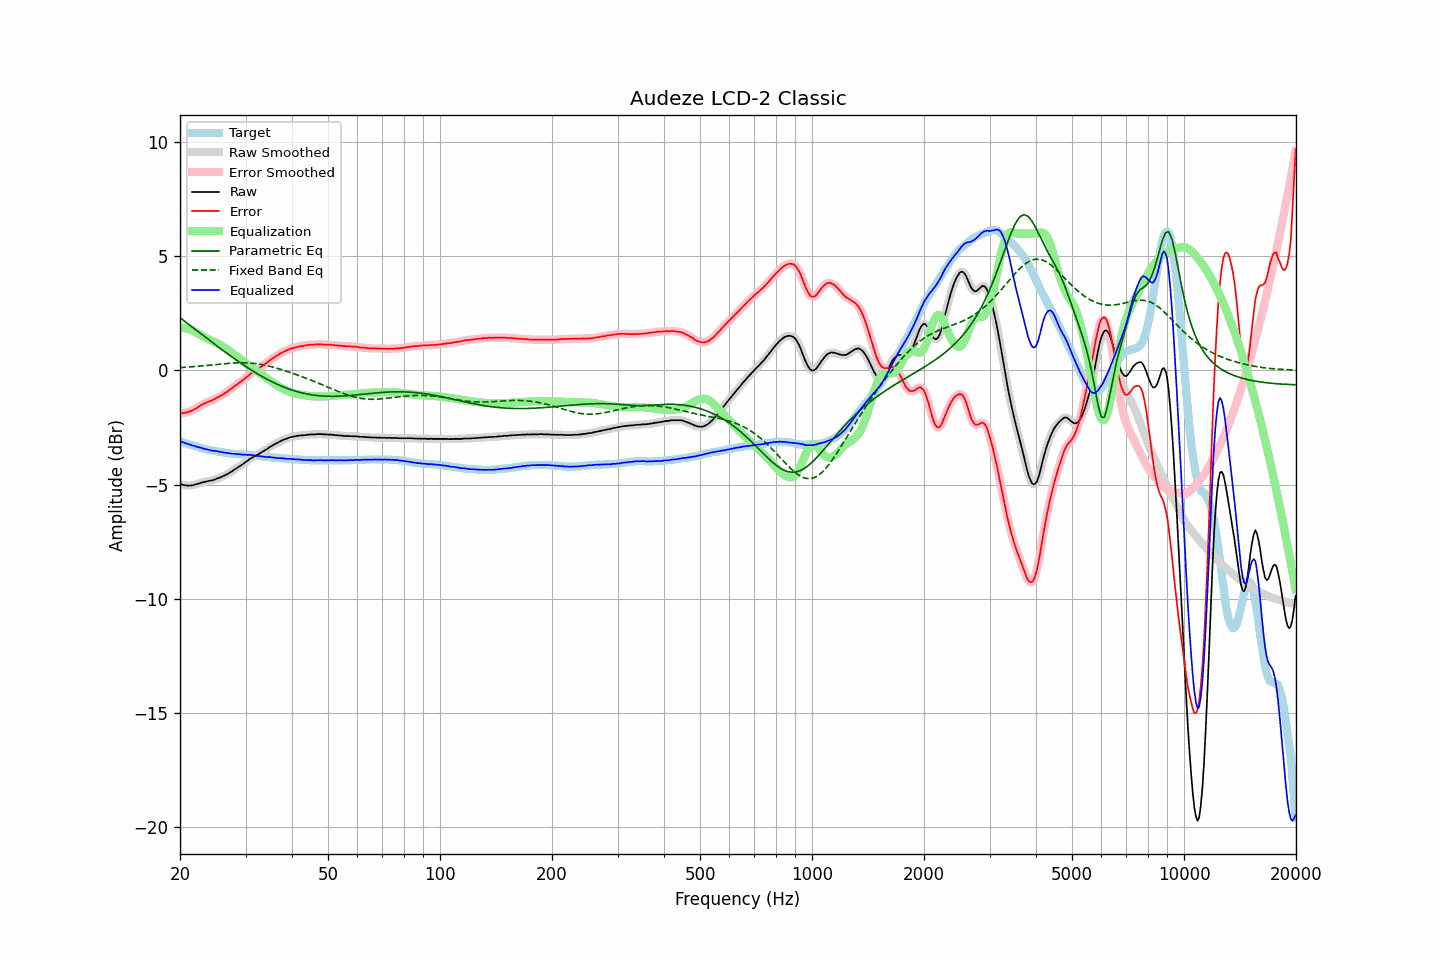 Audeze LCD-2 Classic
Target
Raw Smoothed
Error Smoothed
Raw
Error
Equalization
Parametric Eq
Fixed Band Eq
Equalized
10
5
0
−5
−10
−15
−20
Amplitude (dBr)
20 50 100 200 500 1000 2000 5000 10000 20000
Frequency (Hz)